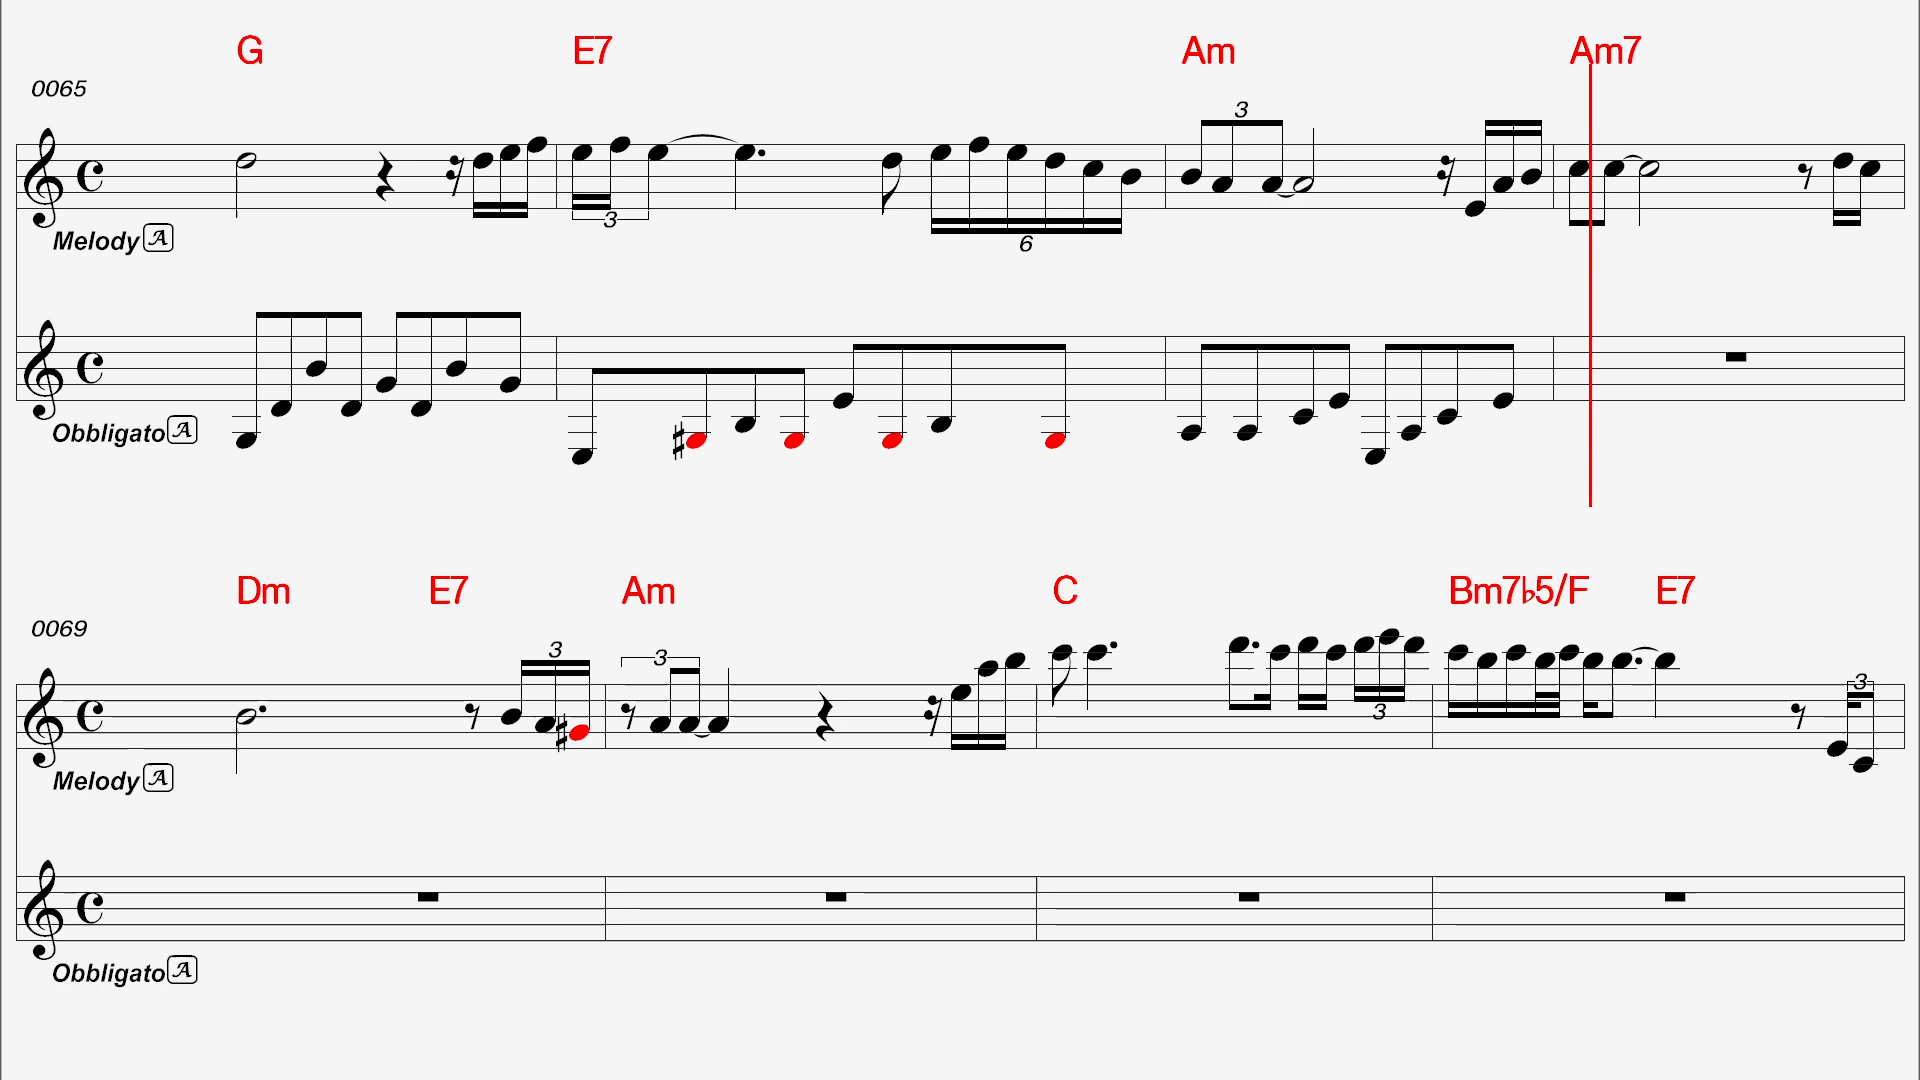 G E7 Am Am7
0065
3
3
6
Melody A
Obbligato A
Dm E7 Am C Bm7♭5/F E7
0069
3 3
3
3
Melody A
Obbligato A